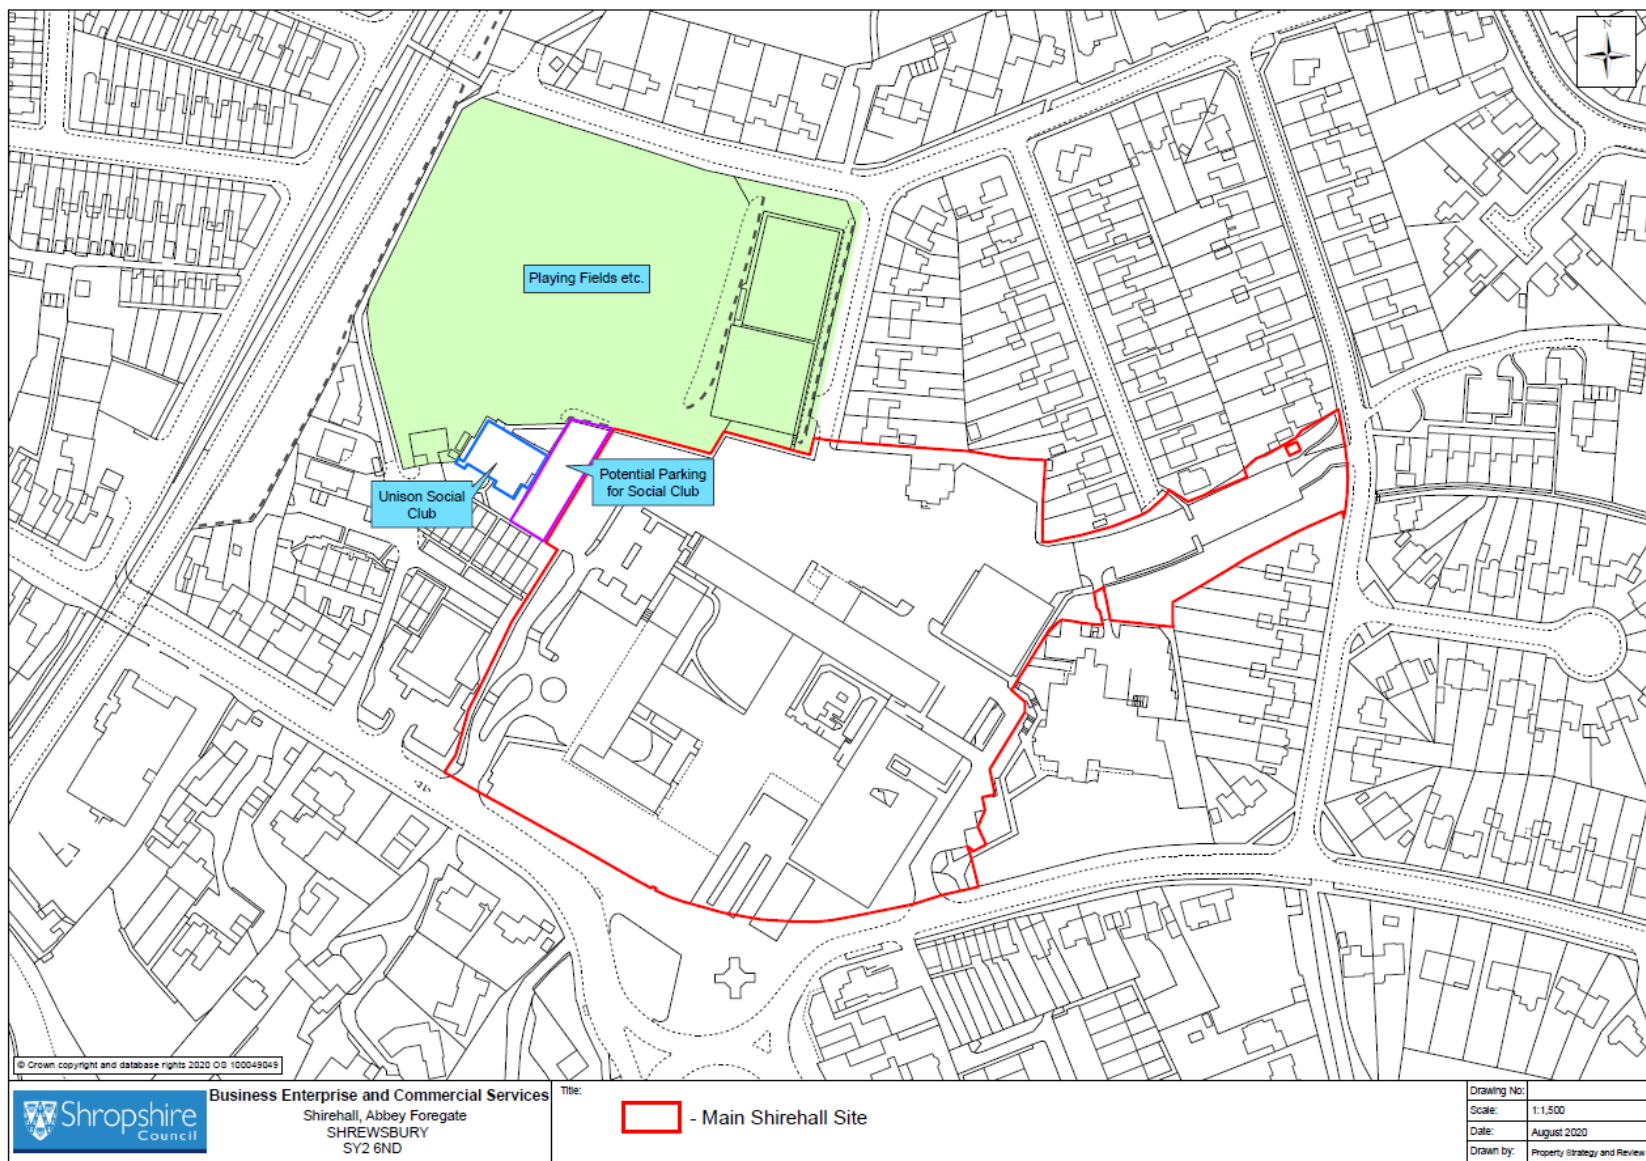 N
Playing Fields etc.
Unison Social
Club
Potential Parking
for Social Club
© Crown copyright and database rights 2020 OS 100049049
Shropshire
Council
Business Enterprise and Commercial Services
Shirehall, Abbey Foregate
SHREWSBURY
SY2 6ND
Title:
- Main Shirehall Site
Drawing No:
Scale: 1:1,500
Date: August 2020
Drawn by: Property Strategy and Review